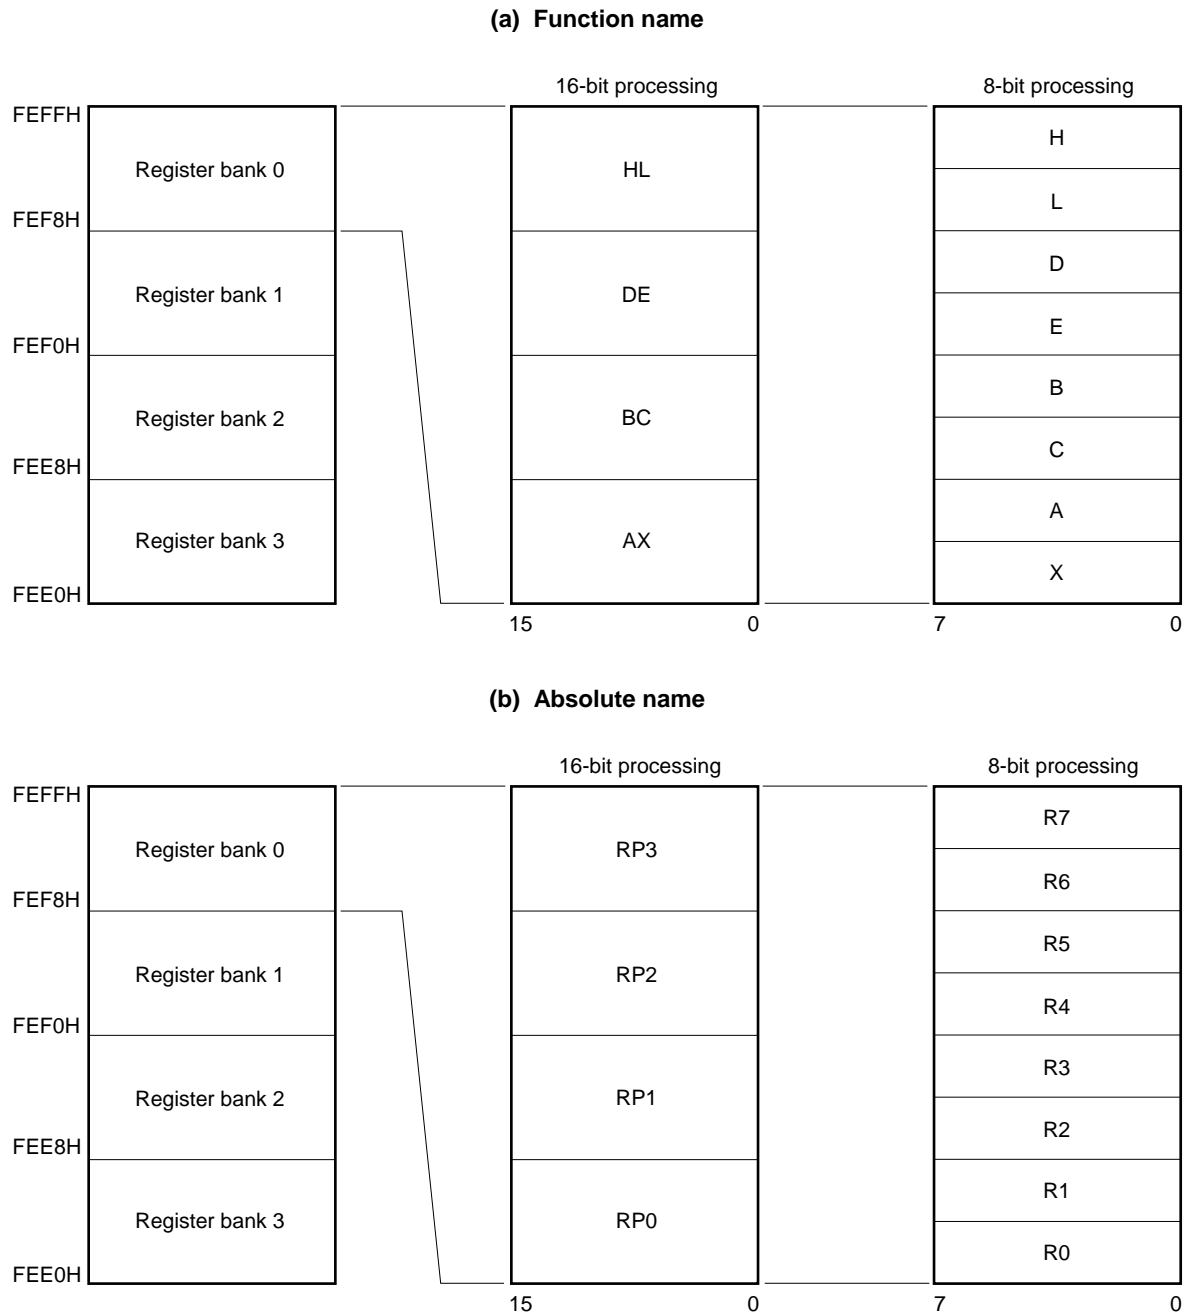 (a) Function name
16-bit processing 8-bit processing
FEFFH
H
Register bank 0 HL
L
FEF8H
D
Register bank 1 DE
E
FEF0H
B
Register bank 2 BC
C
FEE8H
A
Register bank 3 AX
X
FEE0H
15 0 7 0
(b) Absolute name
16-bit processing 8-bit processing
FEFFH
R7
Register bank 0 RP3
R6
FEF8H
R5
Register bank 1 RP2
R4
FEF0H
R3
Register bank 2 RP1
R2
FEE8H
R1
Register bank 3 RP0
R0
FEE0H
15 0 7 0